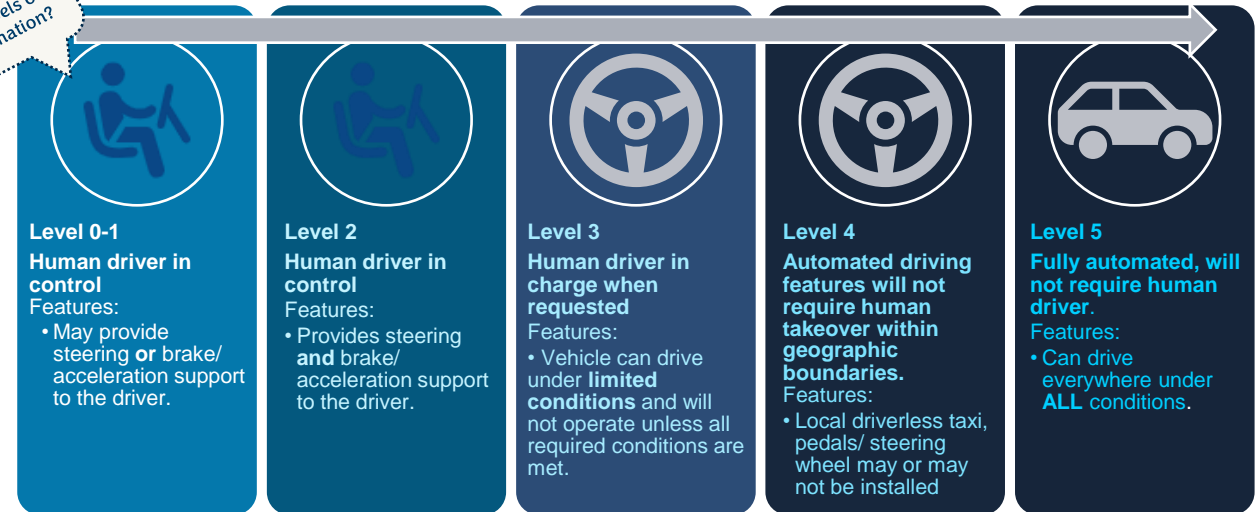 nation?
Level 0-1
Human driver in
control
Features:
• May provide
steering or brake/
acceleration support
to the driver.
Level 2
Human driver in
control
Features:
• Provides steering
and brake/
acceleration support
to the driver.
Level 3
Human driver in
charge when
requested
Features:
• Vehicle can drive
under limited
conditions and will
not operate unless all
required conditions are
met.
Level 4
Automated driving
features will not
require human
takeover within
geographic
boundaries.
Features:
• Local driverless taxi,
pedals/ steering
wheel may or may
not be installed
Level 5
Fully automated, will
not require human
driver.
Features:
• Can drive
everywhere under
ALL conditions.